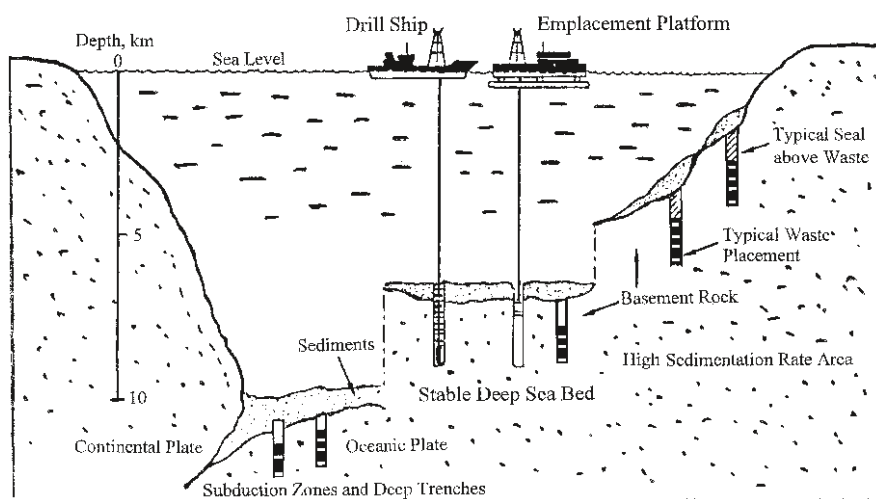 Drill Ship
Emplacement Platform
Depth, km
0
Sea Level
Typical Seal
above Waste
5
Typical Waste
Placement
Basement Rock
Sediments
High Sedimentation Rate Area
Stable Deep Sea Bed
10
Continental Plate
Oceanic Plate
Subduction Zones and Deep Trenches